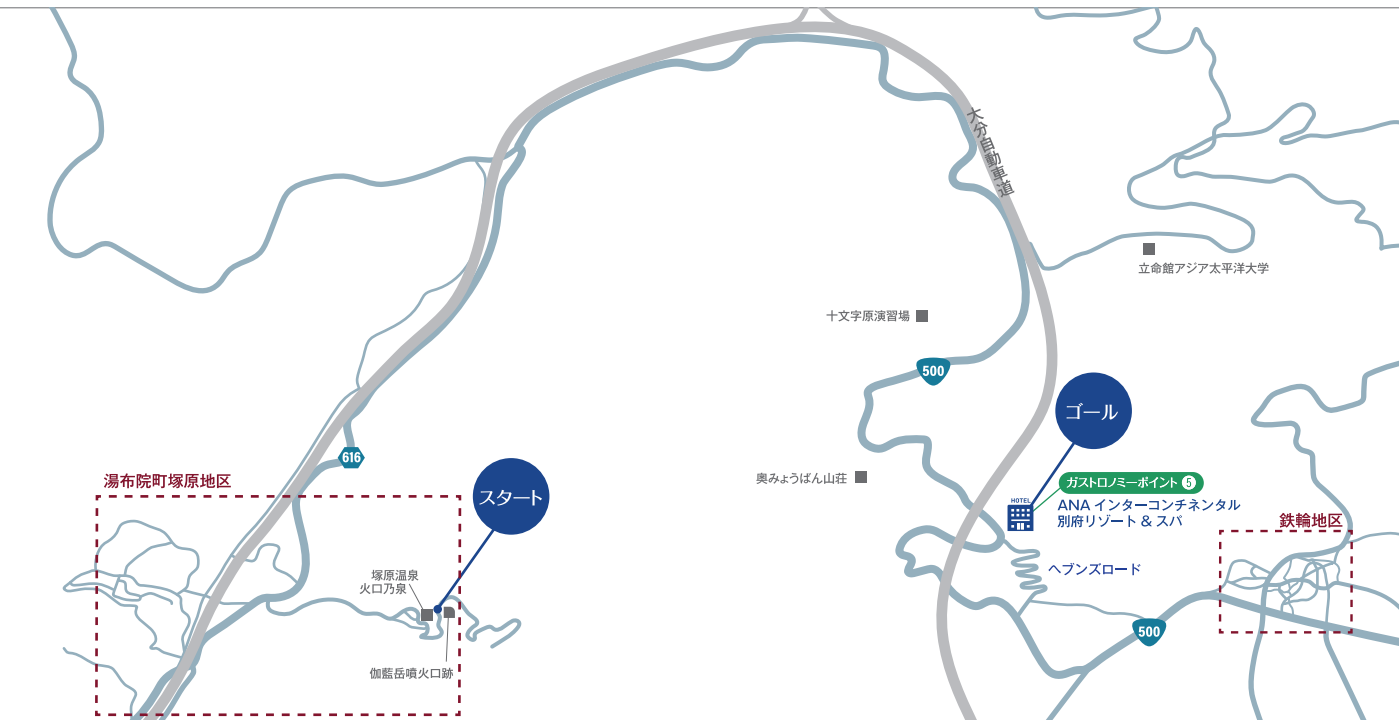 大分自動車道
立命館アジア太平洋大学
十文字原演習場
500
ゴール
616
スタート
湯布院町塚原地区
奥みょうばん山荘
ガストロノミーポイント 5
HOTEL
ANA インターコンチネンタル
別府リゾート & スパ
鉄輪地区
ヘブンズロード
塚原温泉
火口乃泉
500
伽藍岳噴火口跡